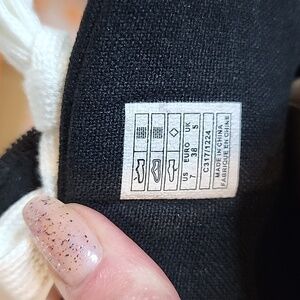 US EURO UK
7 38 5
C317/1224
MADE IN CHINA
FABRIQUE EN CHINE